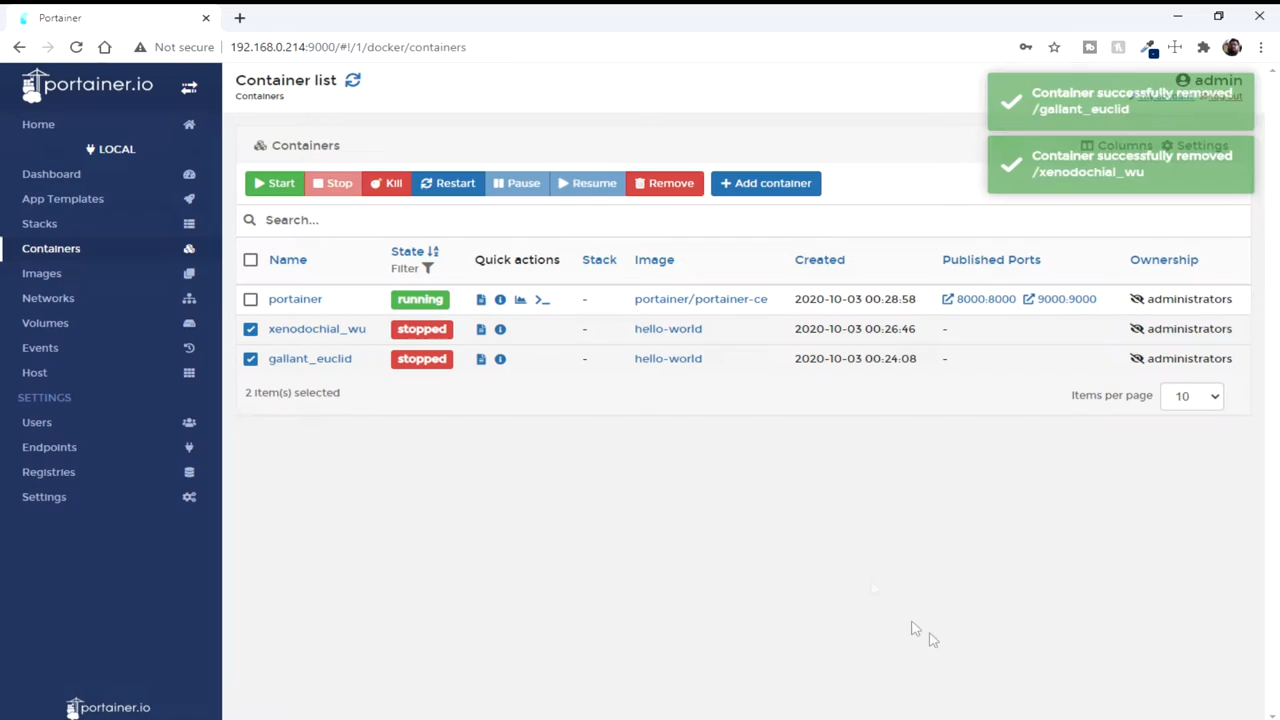 Portainer
Not secure
192.168.0.214:9000/#!/1/docker/containers
portainer.io
Home
LOCAL
Dashboard
App Templates
Stacks
Containers
Images
Networks
Volumes
Events
Host
SETTINGS
Users
Endpoints
Registries
Settings
portainer.io
Container list
Containers
admin
Container successfully removed
/gallant_euclid
Container successfully removed
/xenodochial_wu
Containers
Columns Settings
Start Stop Kill Restart Pause Resume Remove Add container
Search...
Name State Quick actions Stack Image Created Published Ports Ownership
Filter
portainer running - portainer/portainer-ce 2020-10-03 00:28:58 8000:8000 9000:9000 administrators
xenodochial_wu stopped - hello-world 2020-10-03 00:26:46 - administrators
gallant_euclid stopped - hello-world 2020-10-03 00:24:08 - administrators
2 item(s) selected
Items per page 10